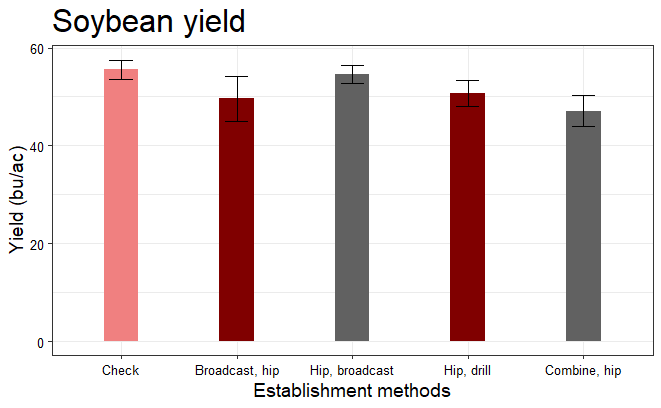 Soybean yield
60
40
20
0
Yield (bu/ac)
Check
Broadcast, hip
Hip, broadcast
Hip, drill
Combine, hip
Establishment methods